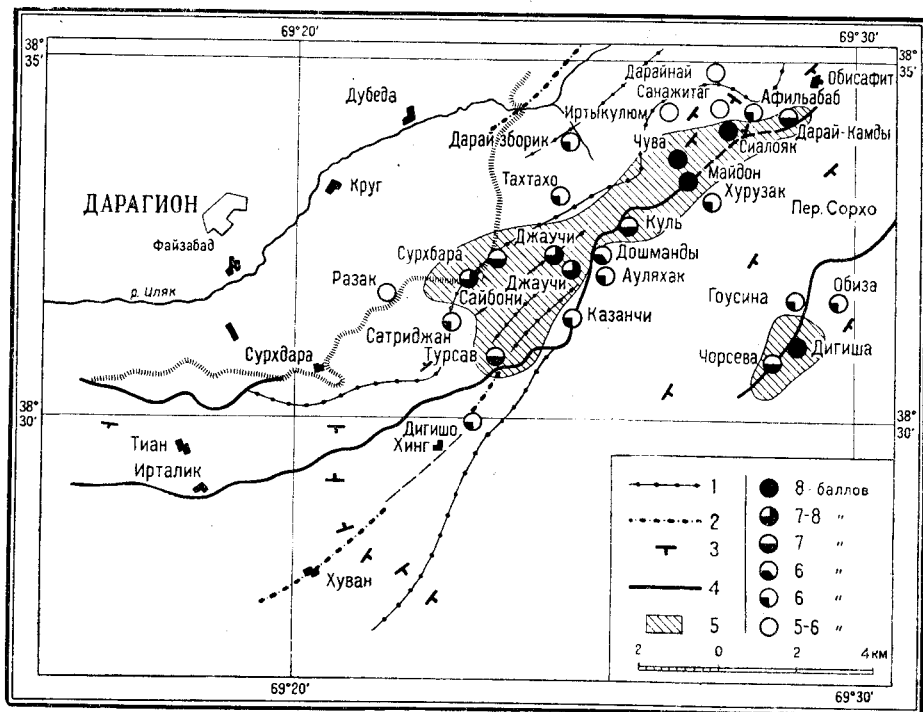 69°20'
69°30'
38°
35'
38°
35'
Дарайнай
Обисафит
Санажитаг
Афильабаб
Дубеда
Иртыкулюм
Дарай-Зборик
Дарай-Камды
Чува
Сиалояк
Майдон
Круг
Тахтахо
Хурузак
ДАРАГИОН
Пер. Сорхо
Файзабад
Куль
Джаучи
Сурхбара
Дошманды
Разак
Джаучи
Ауляхак
р. Иляк
Сайбони
Гоусина
Обиза
Казанчи
Сатриджан
Сурхдара
Турсав
Чорсева
Дигиша
38°
30'
38°
30'
Дигишо
Тиан
Хинг
Ирталик
1
8 баллов
2
7-8 "
3
7 "
Хуван
4
6 "
6 "
5
5-6 "
2 0 2 4 км
69°20'
69°30'